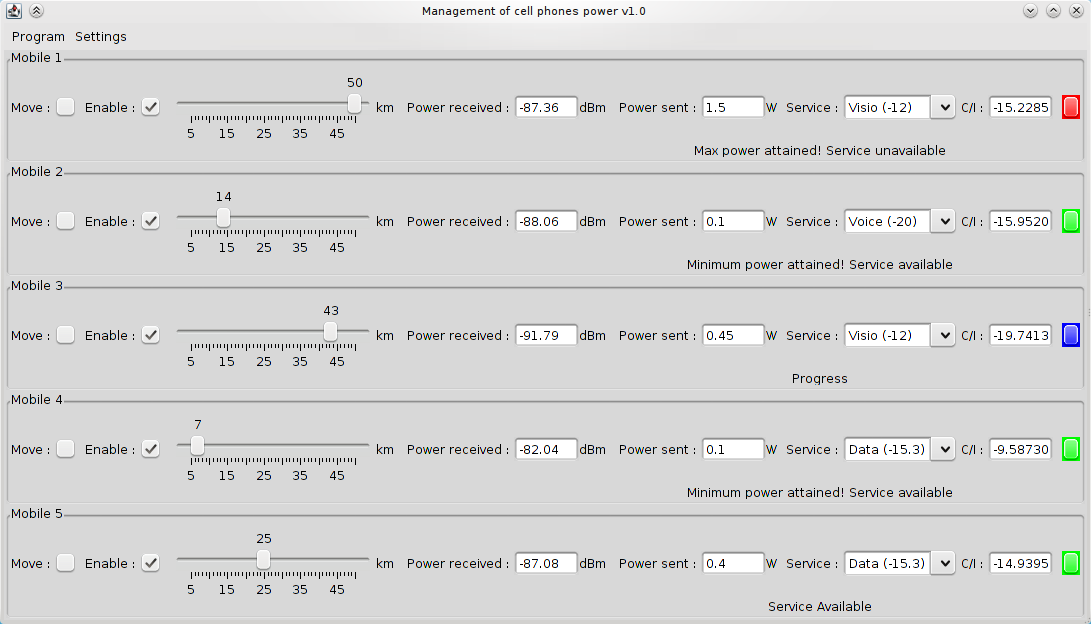 Management of cell phones power v1.0
Program Settings
Mobile 1
50
Move : Enable : km Power received : -87.36 dBm Power sent : 1.5 W Service : Visio (-12) C/I : -15.2285
5 15 25 35 45
Max power attained! Service unavailable
Mobile 2
14
Move : Enable : km Power received : -88.06 dBm Power sent : 0.1 W Service : Voice (-20) C/I : -15.9520
5 15 25 35 45
Minimum power attained! Service available
Mobile 3
43
Move : Enable : km Power received : -91.79 dBm Power sent : 0.45 W Service : Visio (-12) C/I : -19.7413
5 15 25 35 45
Progress
Mobile 4
7
Move : Enable : km Power received : -82.04 dBm Power sent : 0.1 W Service : Data (-15.3) C/I : -9.58730
5 15 25 35 45
Minimum power attained! Service available
Mobile 5
25
Move : Enable : km Power received : -87.08 dBm Power sent : 0.4 W Service : Data (-15.3) C/I : -14.9395
5 15 25 35 45
Service Available